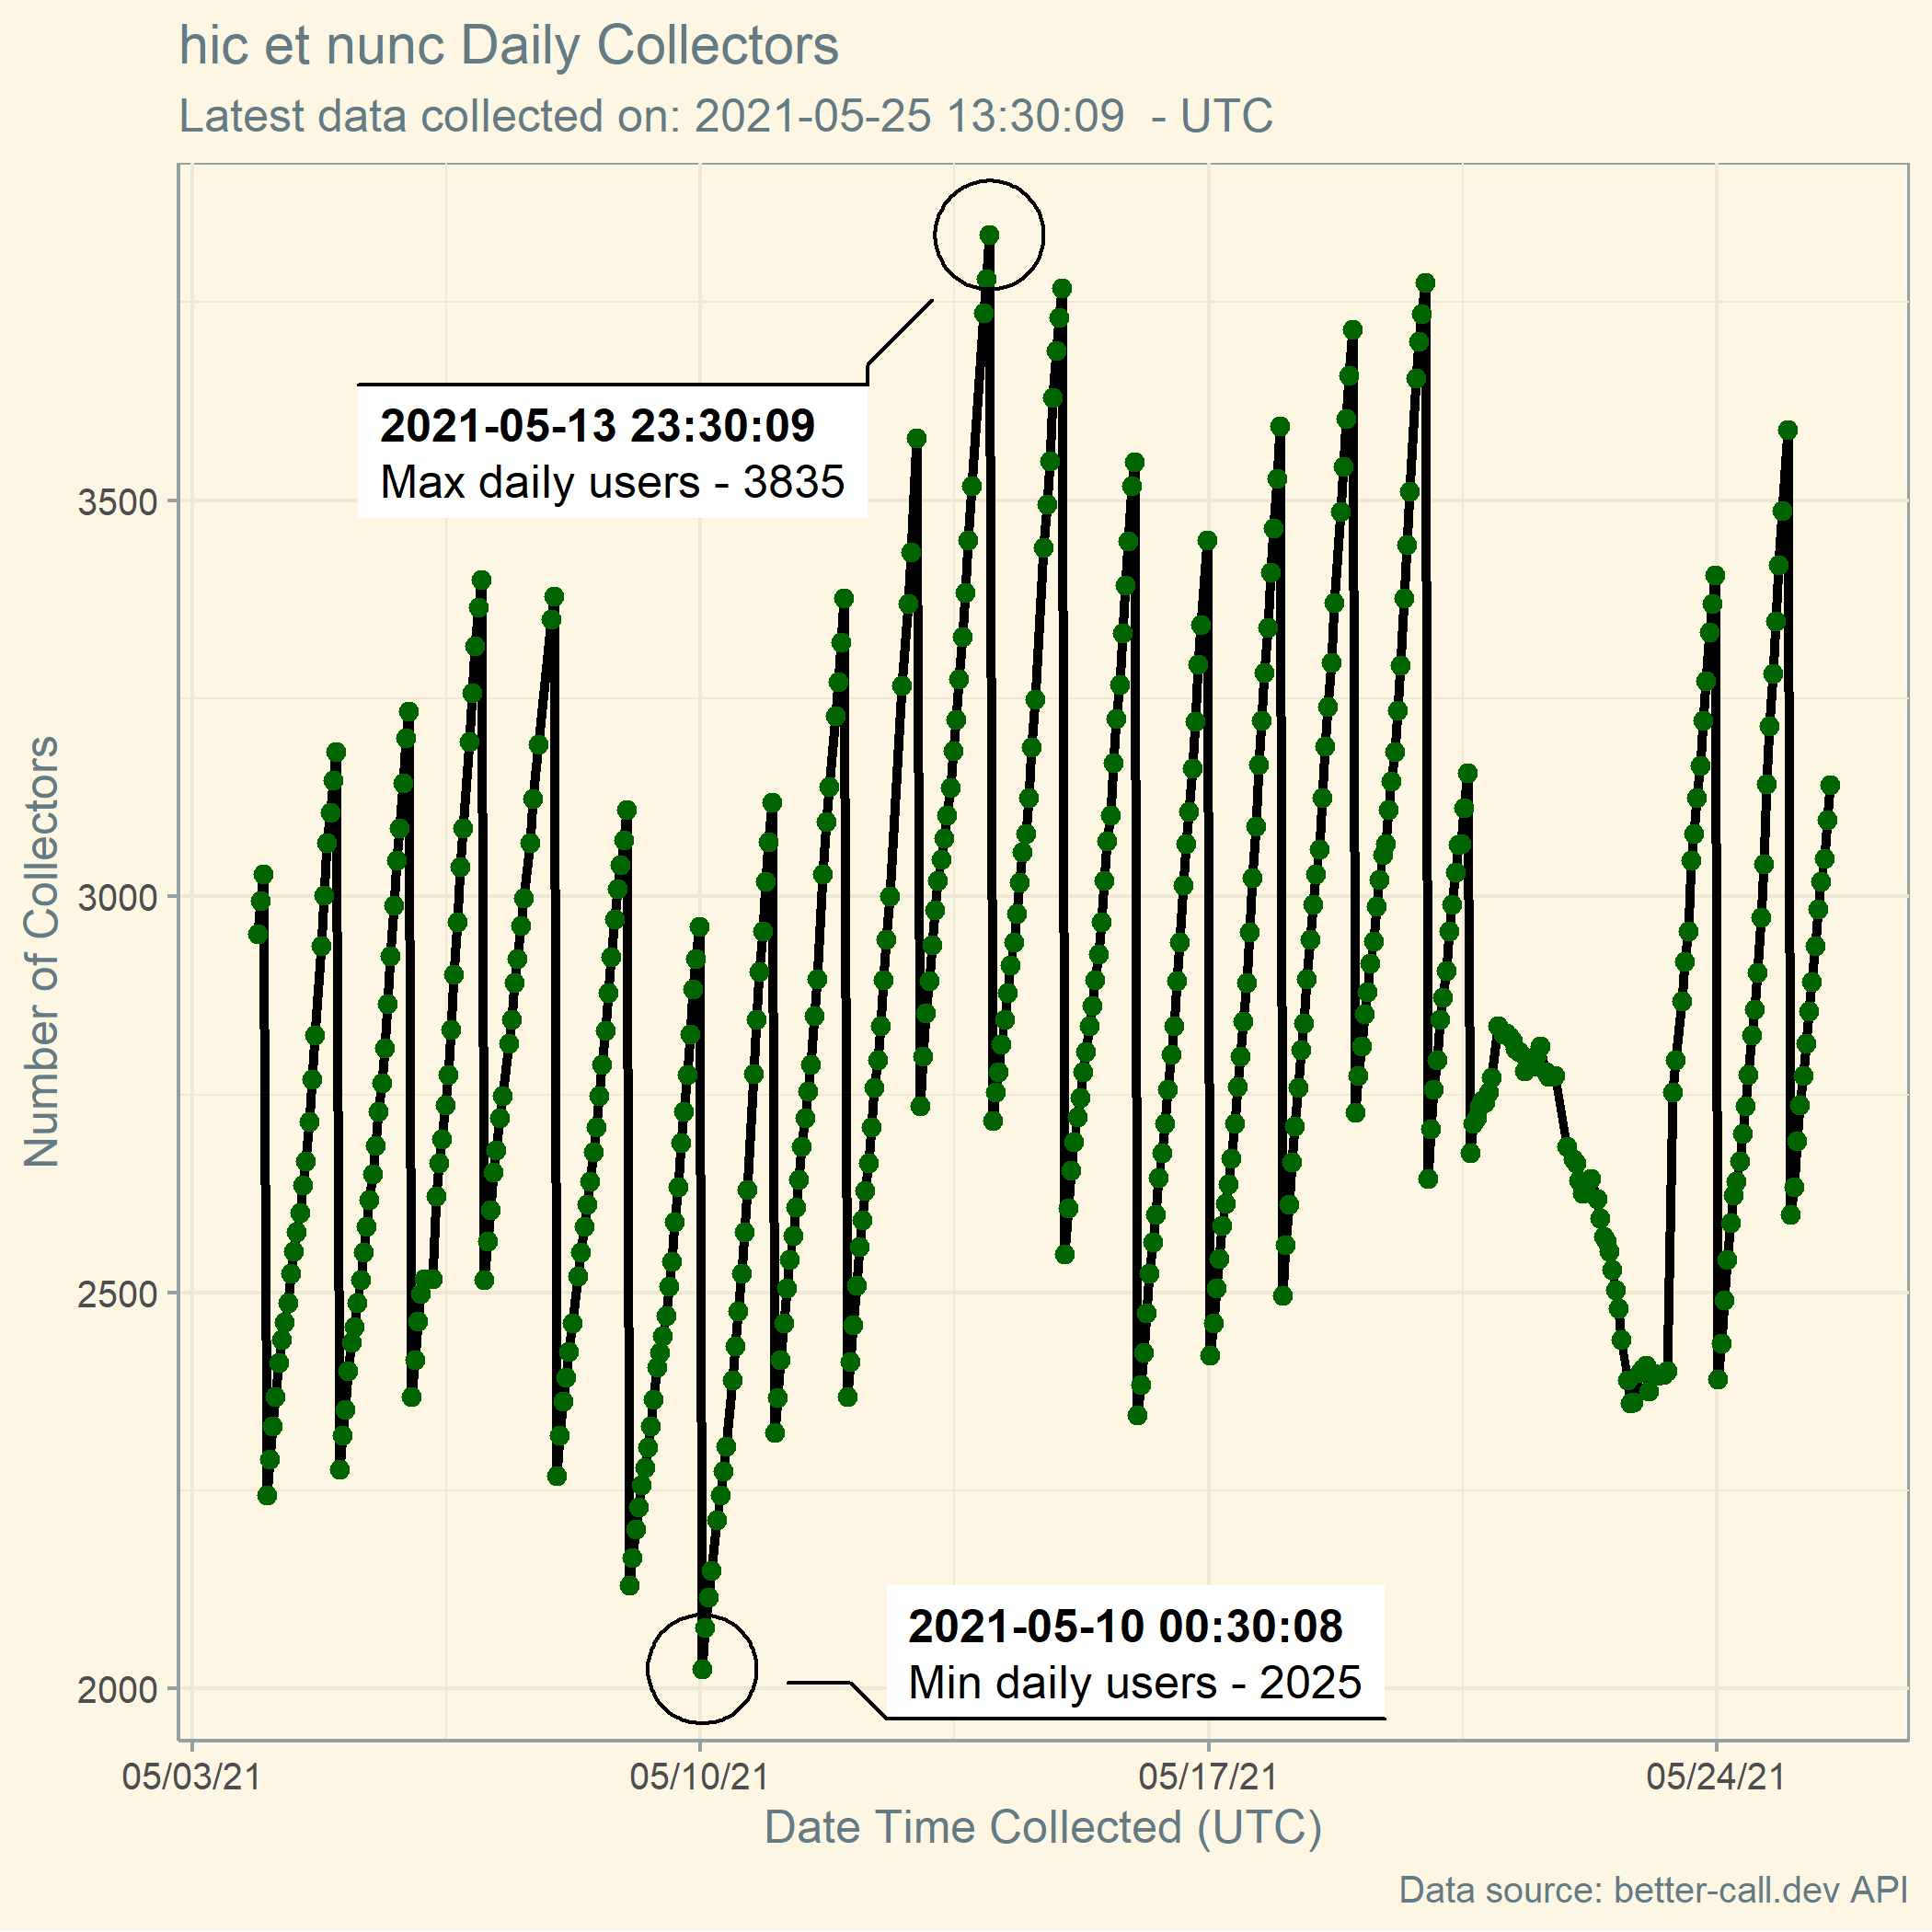 hic et nunc Daily Collectors
Latest data collected on: 2021-05-25 13:30:09  - UTC
2021-05-13 23:30:09
Max daily users - 3835
3500
3000
2500
2000
Number of Collectors
2021-05-10 00:30:08
Min daily users - 2025
05/03/21
05/10/21
05/17/21
05/24/21
Date Time Collected (UTC)
Data source: better-call.dev API